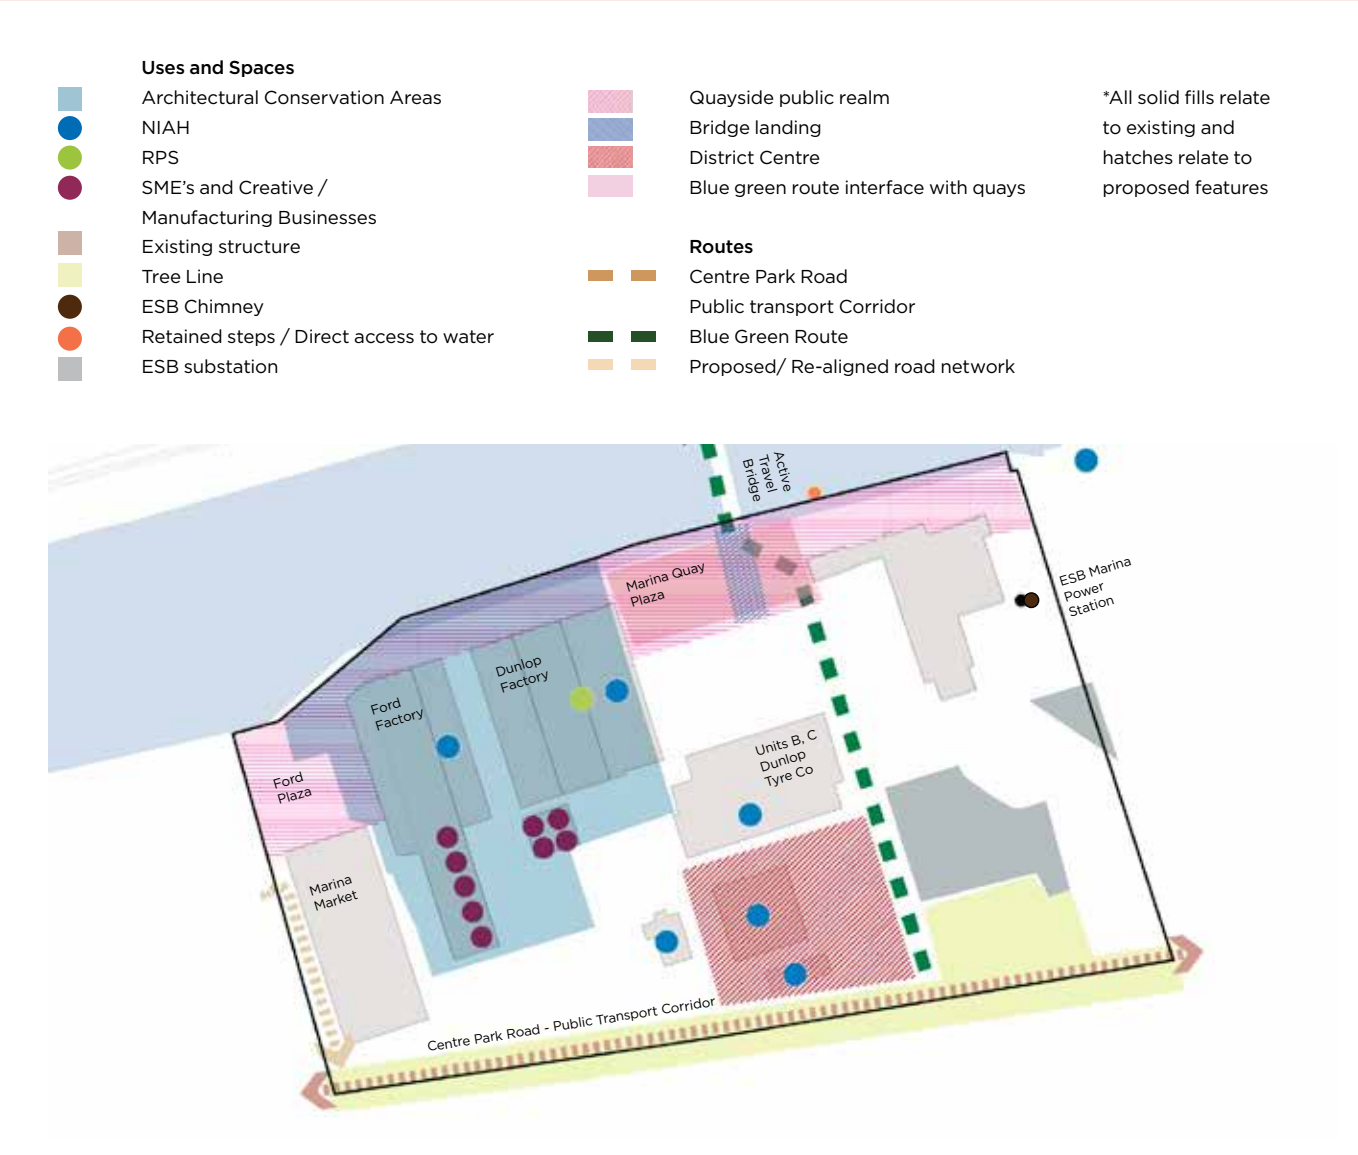 Uses and Spaces
Architectural Conservation Areas
NIAH
RPS
SME's and Creative /
Manufacturing Businesses
Existing structure
Tree Line
ESB Chimney
Retained steps / Direct access to water
ESB substation
Quayside public realm
Bridge landing
District Centre
Blue green route interface with quays
Routes
Centre Park Road
Public transport Corridor
Blue Green Route
Proposed/ Re-aligned road network
*All solid fills relate
to existing and
hatches relate to
proposed features
Active
Travel
Bridge
Marina Quay
Plaza
ESB Marina
Power
Station
Dunlop
Factory
Ford
Factory
Units B, C
Dunlop
Tyre Co
Ford
Plaza
Marina
Market
Centre Park Road - Public Transport Corridor